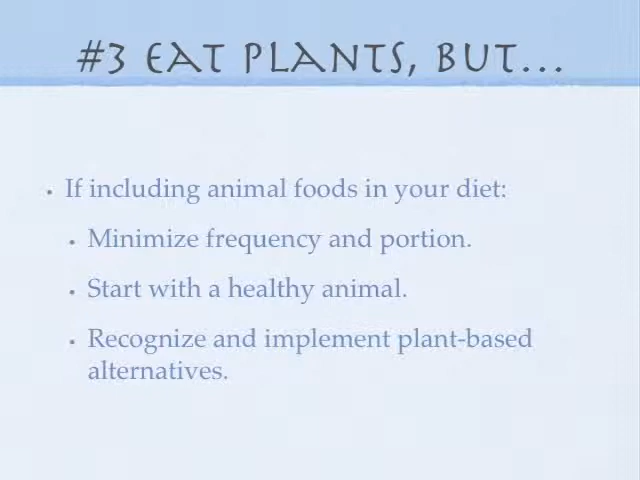 #3 Eat Plants, But...
• If including animal foods in your diet:
• Minimize frequency and portion.
• Start with a healthy animal.
• Recognize and implement plant-based
alternatives.